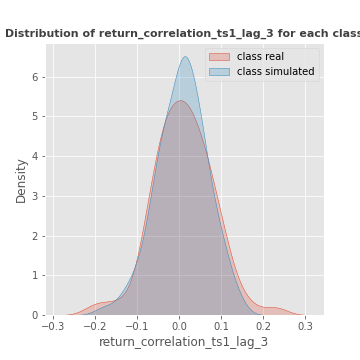 Distribution of return_correlation_ts1_lag_3 for each class
class real
class simulated
6
5
4
3
2
1
0
Density
−0.3 −0.2 −0.1 0.0 0.1 0.2 0.3
return_correlation_ts1_lag_3